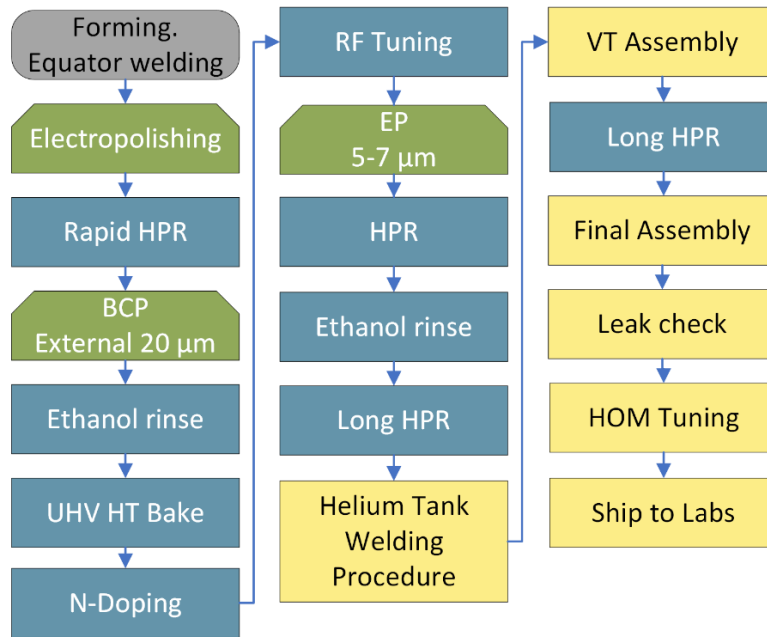 Forming.
Equator welding
Electropolishing
Rapid HPR
BCP
External 20 μm
Ethanol rinse
UHV HT Bake
N-Doping
RF Tuning
EP
5-7 μm
HPR
Ethanol rinse
Long HPR
Helium Tank
Welding
Procedure
VT Assembly
Long HPR
Final Assembly
Leak check
HOM Tuning
Ship to Labs